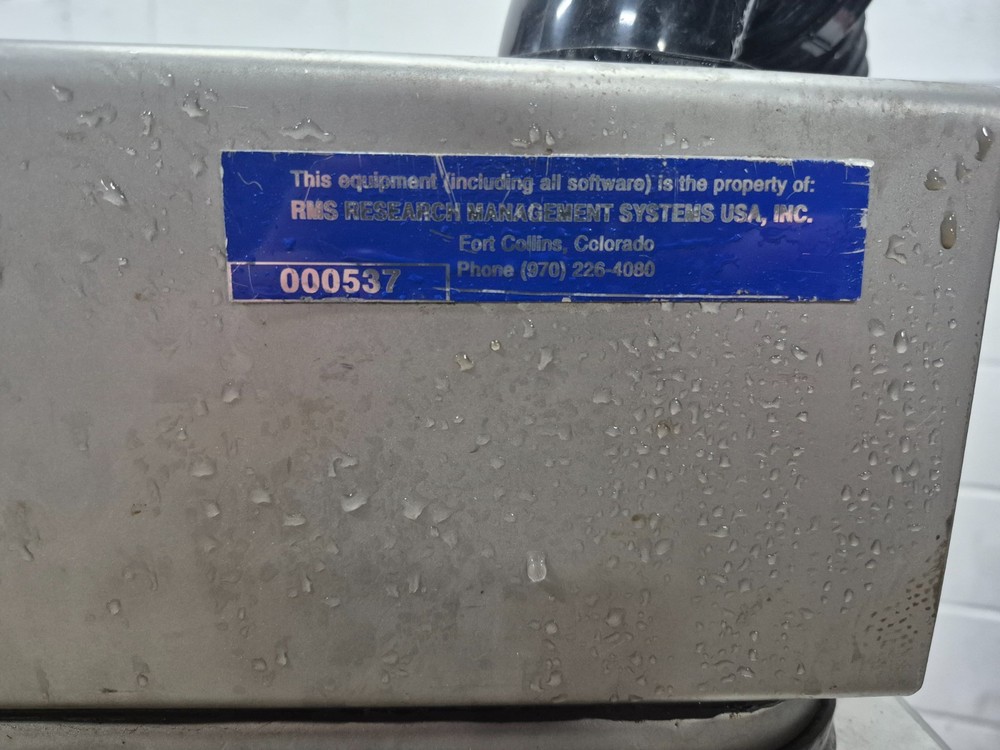 This equipment (including all software) is the property of:
RMS RESEARCH MANAGEMENT SYSTEMS USA, INC.
Fort Collins, Colorado
Phone (970) 226-4080
000537